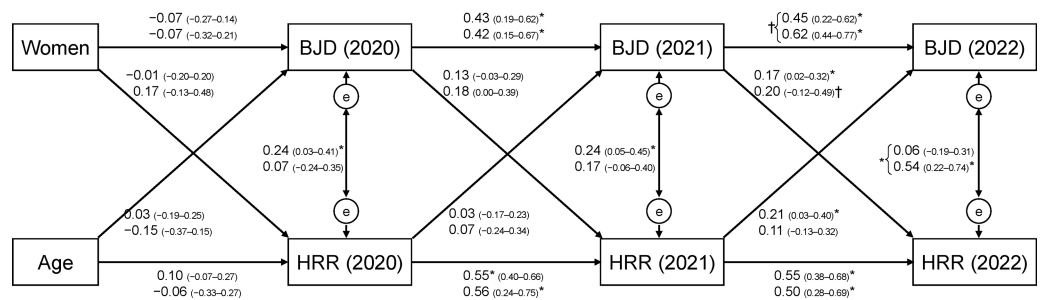 −0.07 (−0.27–0.14)
−0.07 (−0.32–0.21)
0.43 (0.19–0.62)*
0.42 (0.15–0.67)*
†{ 0.45 (0.22–0.62)*
0.62 (0.44–0.77)*
Women
BJD (2020)
BJD (2021)
BJD (2022)
−0.01 (−0.20–0.20)
0.17 (−0.13–0.48)
0.13 (−0.03–0.29)
0.18 (0.00–0.39)
0.17 (0.02–0.32)*
0.20 (−0.12–0.49)†
e
e
e
0.24 (0.03–0.41)*
0.07 (−0.24–0.35)
0.24 (0.05–0.45)*
0.17 (−0.06–0.40)
*{ 0.06 (−0.19–0.31)
0.54 (0.22–0.74)*
e
e
e
0.03 (−0.19–0.25)
−0.15 (−0.37–0.15)
0.03 (−0.17–0.23)
0.07 (−0.24–0.34)
0.21 (0.03–0.40)*
0.11 (−0.13–0.32)
Age
HRR (2020)
HRR (2021)
HRR (2022)
0.10 (−0.07–0.27)
−0.06 (−0.33–0.27)
0.55* (0.40–0.66)
0.56 (0.24–0.75)*
0.55 (0.38–0.68)*
0.50 (0.28–0.69)*